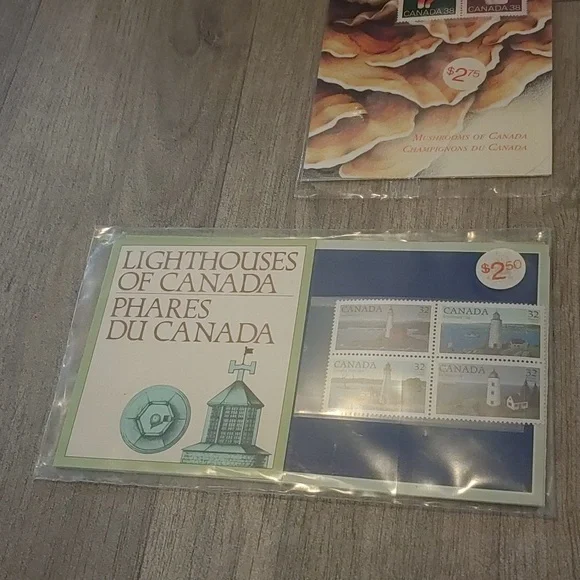 CANADA 38 CANADA 38
$2.75
MUSHROOMS OF CANADA
CHAMPIGNONS DU CANADA
LIGHTHOUSES
OF CANADA
PHARES
DU CANADA
$2.50
CANADA 32 CANADA 32
CANADA 32 CANADA 32